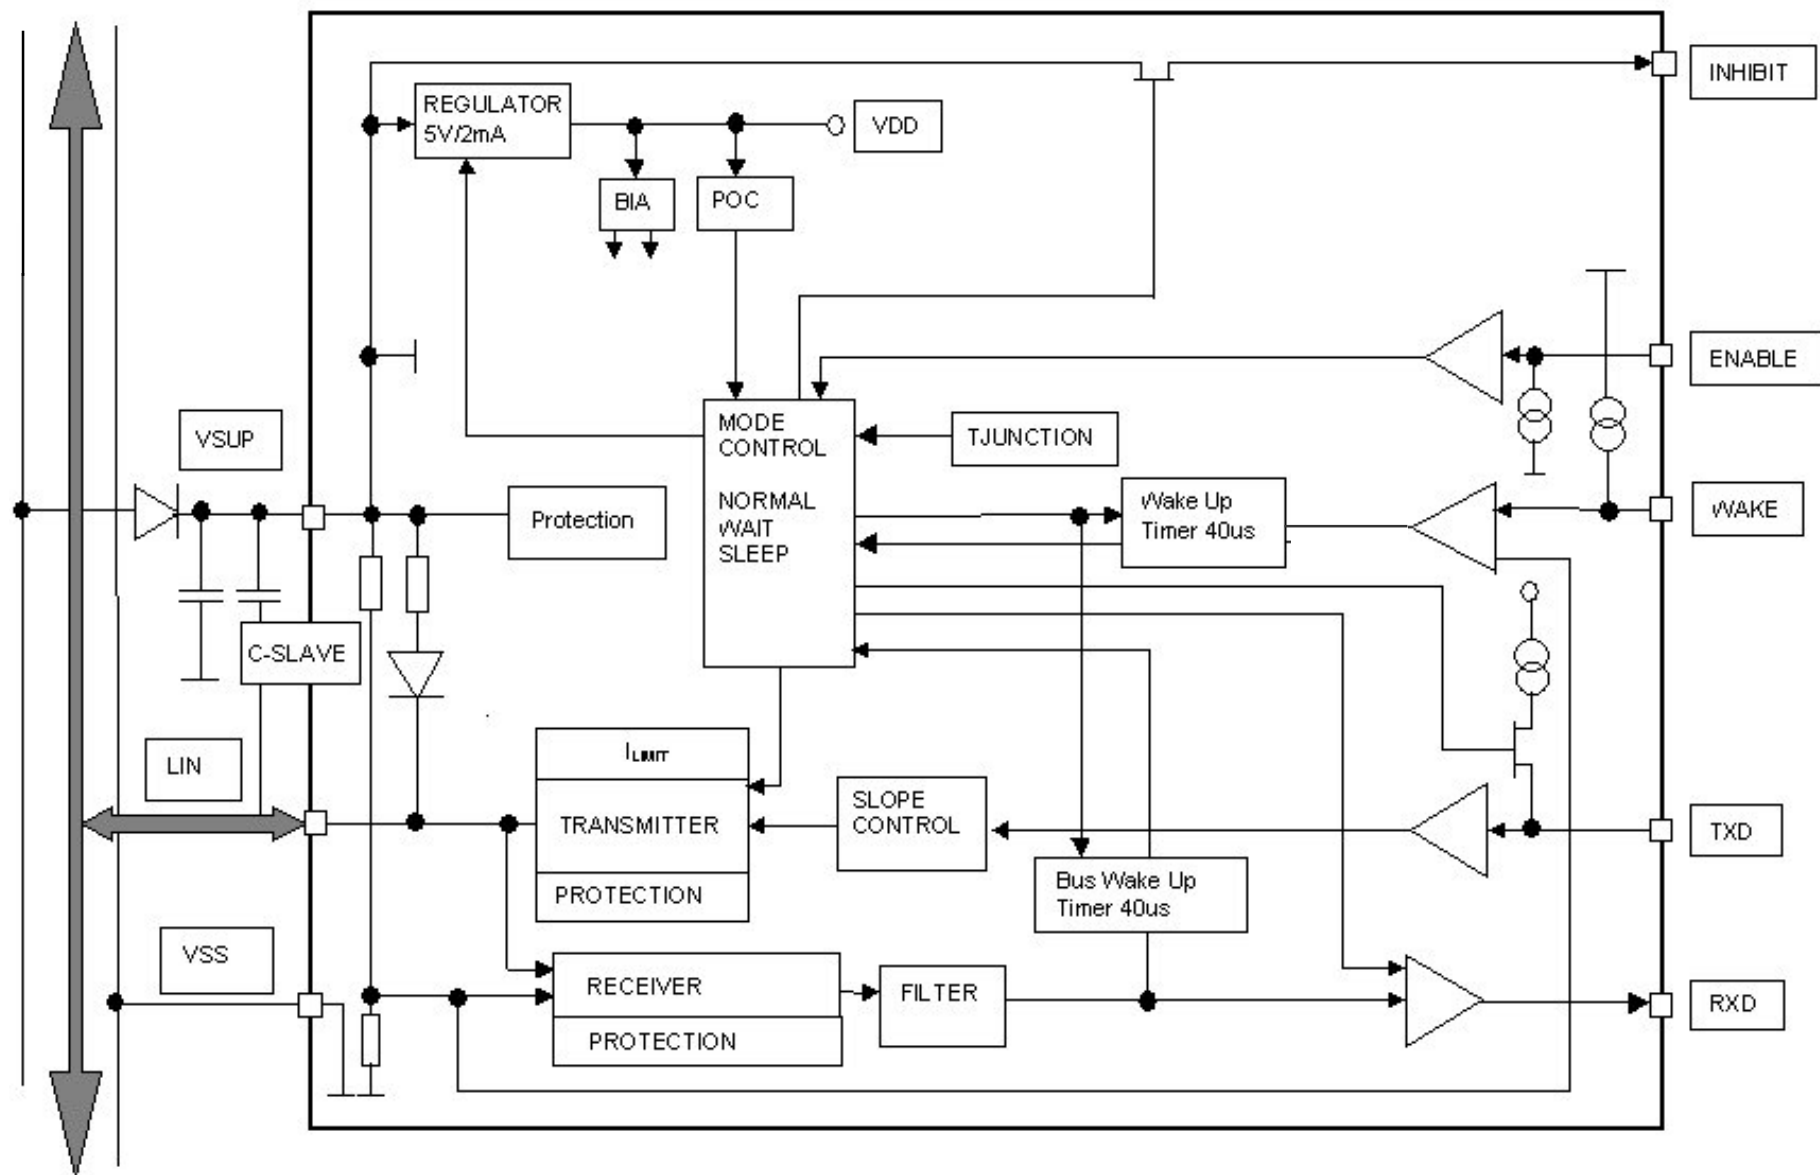 INHIBIT
REGULATOR
5V/2mA
VDD
BIA
POC
ENABLE
VSUP
MODE
CONTROL
NORMAL
WAIT
SLEEP
TJUNCTION
Protection
Wake Up
Timer 40us
WAKE
C-SLAVE
LIN
ILIMIT
TRANSMITTER
PROTECTION
SLOPE
CONTROL
TXD
Bus Wake Up
Timer 40us
VSS
RECEIVER
PROTECTION
FILTER
RXD